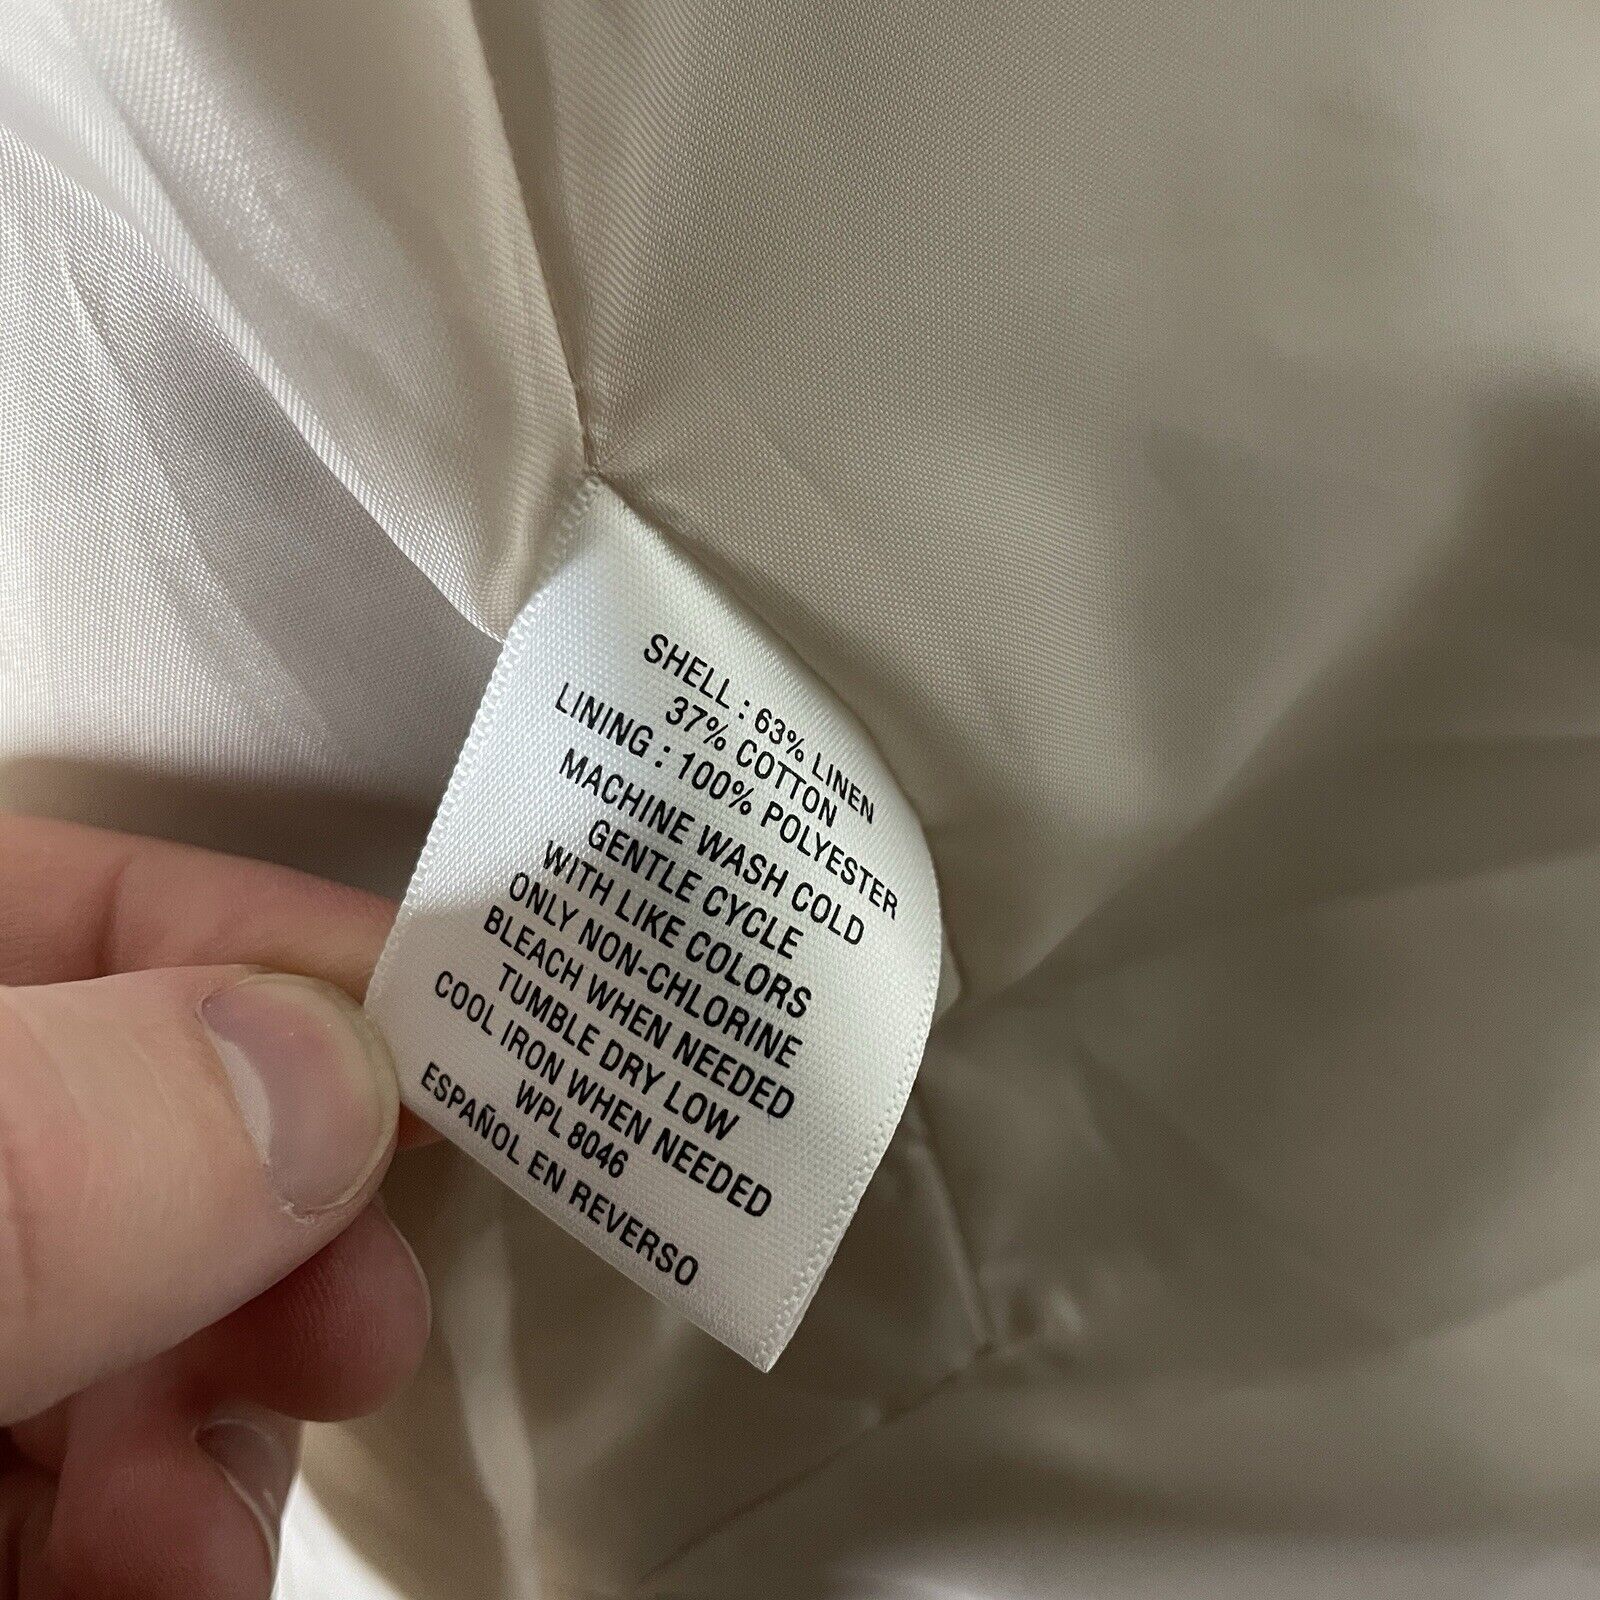 SHELL : 63% LINEN
37% COTTON
LINING : 100% POLYESTER
MACHINE WASH COLD
GENTLE CYCLE
WITH LIKE COLORS
ONLY NON-CHLORINE
BLEACH WHEN NEEDED
TUMBLE DRY LOW
COOL IRON WHEN NEEDED
WPL 8046
ESPAÑOL EN REVERSO